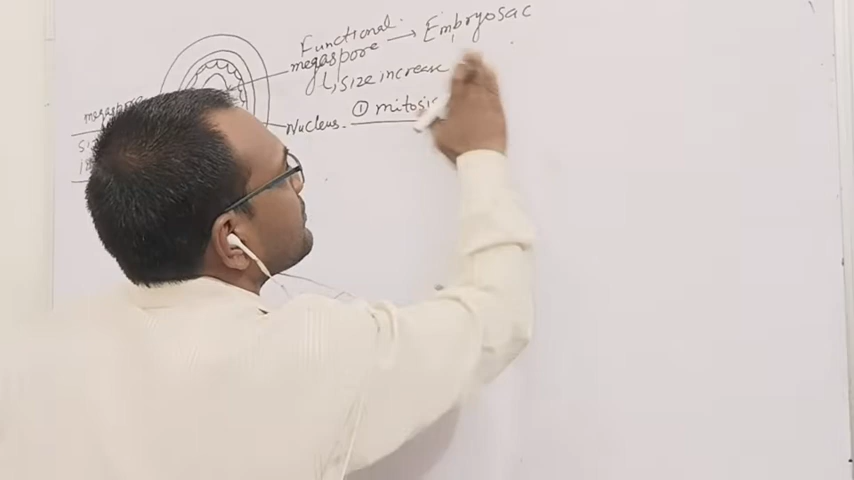 Functional
megaspore → Embryosac
↳ size increase
Nucleus ① mitosis
megaspore